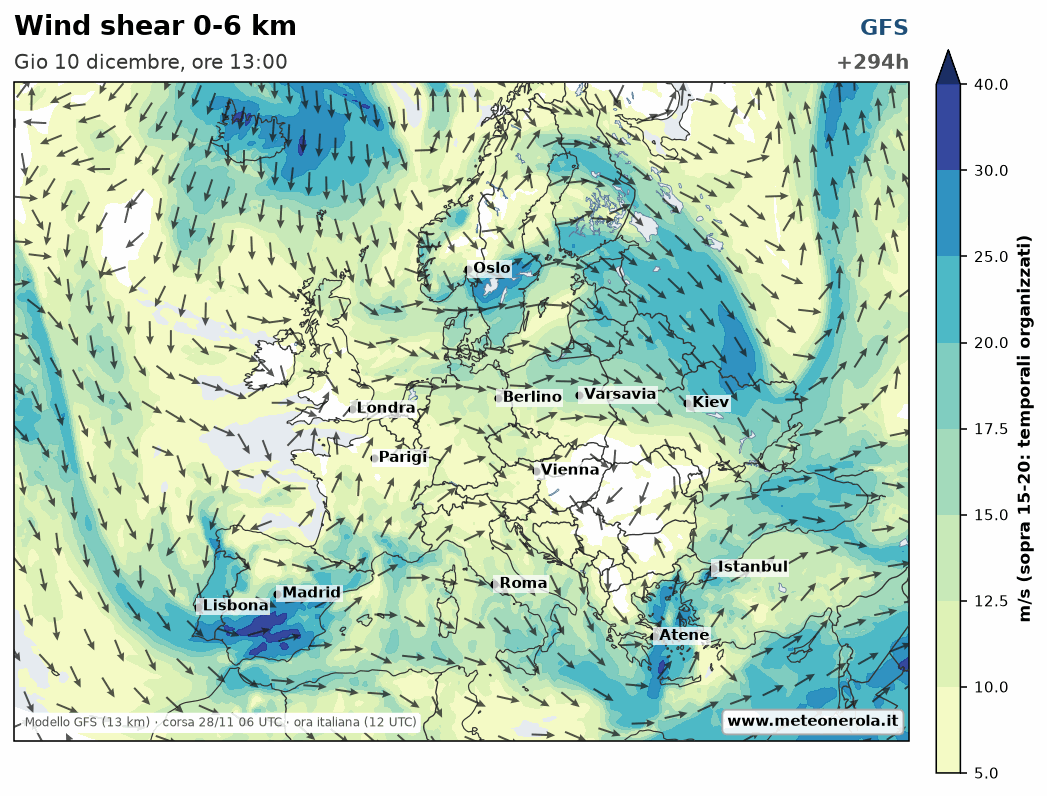 Wind shear 0-6 km
GFS
Gio 10 dicembre, ore 13:00
+294h
40.0
30.0
25.0
20.0
17.5
15.0
12.5
10.0
5.0
m/s (sopra 15-20: temporali organizzati)
Oslo
Berlino
Varsavia
Kiev
Londra
Parigi
Vienna
Istanbul
Roma
Madrid
Lisbona
Atene
Modello GFS (13 km) · corsa 28/11 06 UTC · ora italiana (12 UTC)
www.meteonerola.it